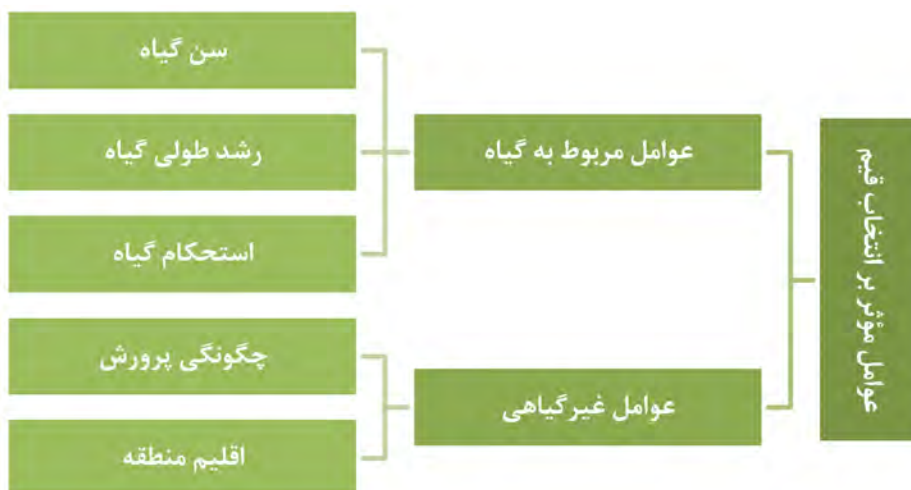 عوامل مؤثر بر انتخاب قیم
عوامل مربوط به گیاه
سن گیاه
رشد طولی گیاه
استحکام گیاه
عوامل غیرگیاهی
چگونگی پرورش
اقلیم منطقه